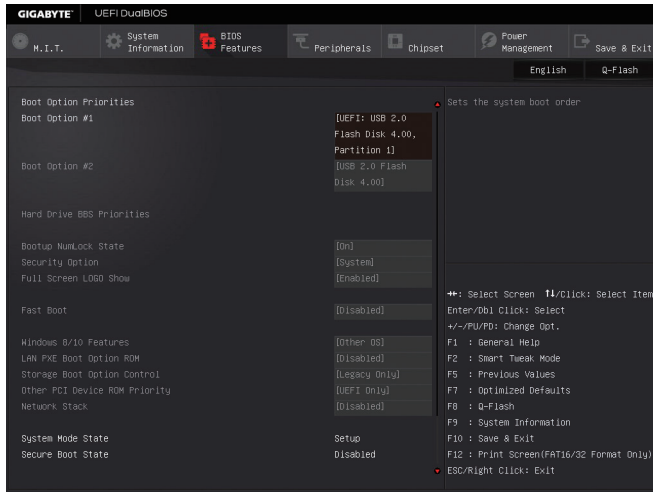 GIGABYTE™ UEFI DualBIOS
M.I.T.
System Information
BIOS Features
Peripherals
Chipset
Power Management
Save & Exit
English Q-Flash
Boot Option Priorities
Boot Option #1 [UEFI: USB 2.0
Flash Disk 4.00,
Partition 1]
Boot Option #2 [USB 2.0 Flash
Disk 4.00]
Hard Drive BBS Priorities
Bootup NumLock State [On]
Security Option [System]
Full Screen LOGO Show [Enabled]
Fast Boot [Disabled]
Windows 8/10 Features [Other OS]
LAN PXE Boot Option ROM [Disabled]
Storage Boot Option Control [Legacy Only]
Other PCI Device ROM Priority [UEFI Only]
Network Stack [Disabled]
System Mode State Setup
Secure Boot State Disabled
Sets the system boot order
→←: Select Screen ↑↓/Click: Select Item
Enter/Dbl Click: Select
+/-/PU/PD: Change Opt.
F1 : General Help
F2 : Smart Tweak Mode
F5 : Previous Values
F7 : Optimized Defaults
F8 : Q-Flash
F9 : System Information
F10 : Save & Exit
F12 : Print Screen(FAT16/32 Format Only)
ESC/Right Click: Exit